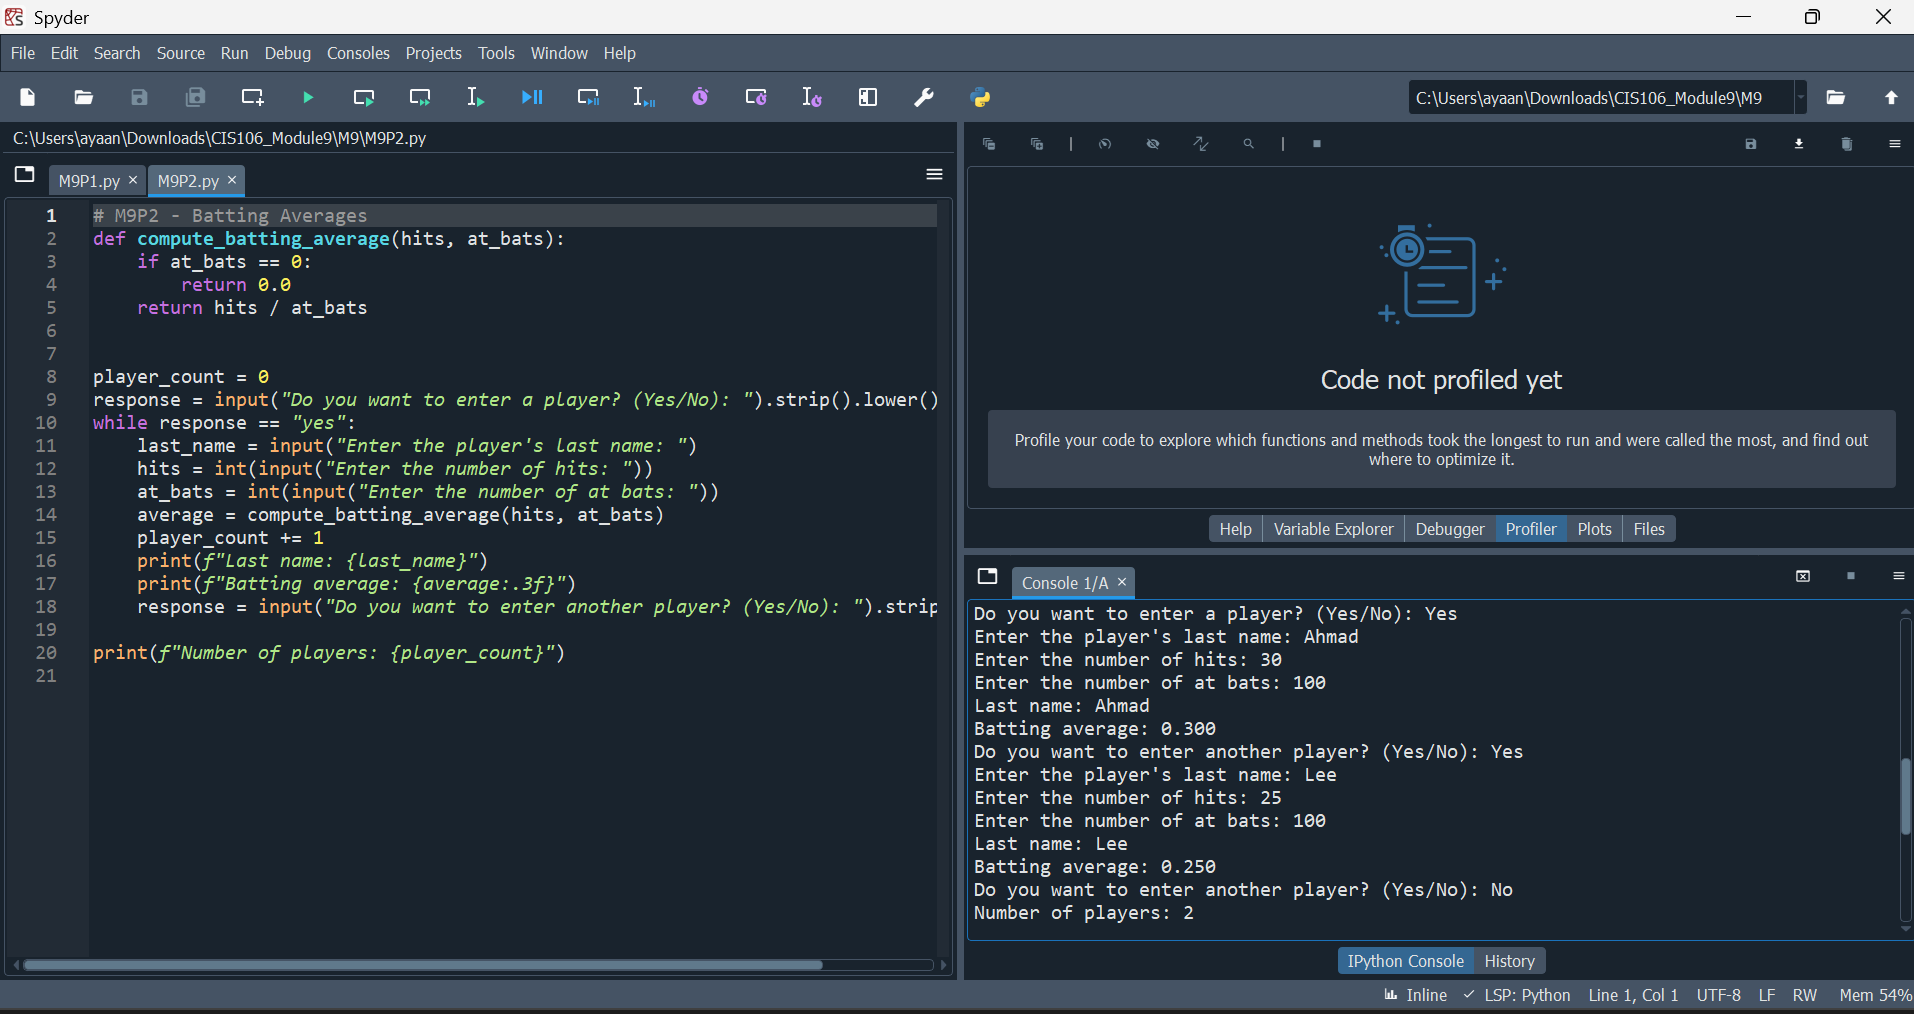 Spyder
File Edit Search Source Run Debug Consoles Projects Tools Window Help
C:\Users\ayaan\Downloads\CIS106_Module9\M9
C:\Users\ayaan\Downloads\CIS106_Module9\M9\M9P2.py
M9P1.py M9P2.py
1 # M9P2 - Batting Averages
2 def compute_batting_average(hits, at_bats):
3     if at_bats == 0:
4         return 0.0
5     return hits / at_bats
6
7
8 player_count = 0
9 response = input("Do you want to enter a player? (Yes/No): ").strip().lower()
10 while response == "yes":
11     last_name = input("Enter the player's last name: ")
12     hits = int(input("Enter the number of hits: "))
13     at_bats = int(input("Enter the number of at bats: "))
14     average = compute_batting_average(hits, at_bats)
15     player_count += 1
16     print(f"Last name: {last_name}")
17     print(f"Batting average: {average:.3f}")
18     response = input("Do you want to enter another player? (Yes/No): ").strip
19
20 print(f"Number of players: {player_count}")
21
Code not profiled yet
Profile your code to explore which functions and methods took the longest to run and were called the most, and find out
where to optimize it.
Help Variable Explorer Debugger Profiler Plots Files
Console 1/A
Do you want to enter a player? (Yes/No): Yes
Enter the player's last name: Ahmad
Enter the number of hits: 30
Enter the number of at bats: 100
Last name: Ahmad
Batting average: 0.300
Do you want to enter another player? (Yes/No): Yes
Enter the player's last name: Lee
Enter the number of hits: 25
Enter the number of at bats: 100
Last name: Lee
Batting average: 0.250
Do you want to enter another player? (Yes/No): No
Number of players: 2
IPython Console History
Inline LSP: Python Line 1, Col 1 UTF-8 LF RW Mem 54%